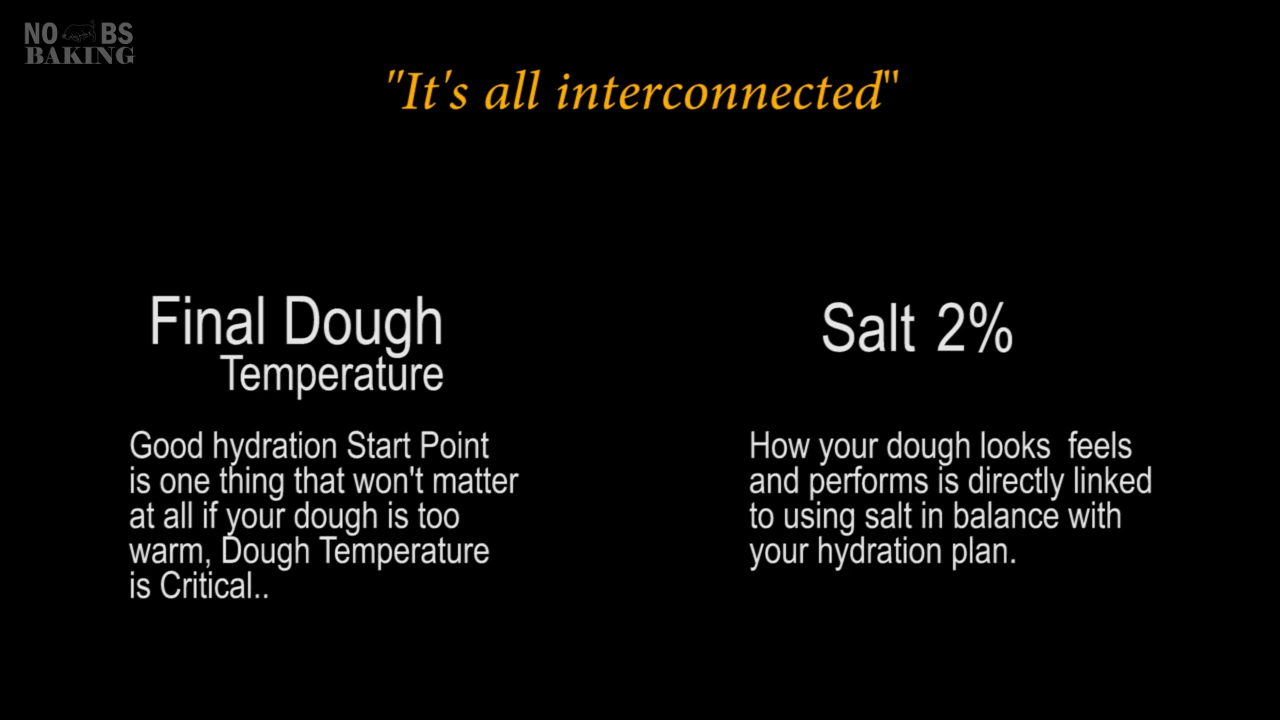 NO BS
BAKING
"It's all interconnected"
Final Dough
Temperature
Good hydration Start Point
is one thing that won't matter
at all if your dough is too
warm, Dough Temperature
is Critical..
Salt 2%
How your dough looks  feels
and performs is directly linked
to using salt in balance with
your hydration plan.